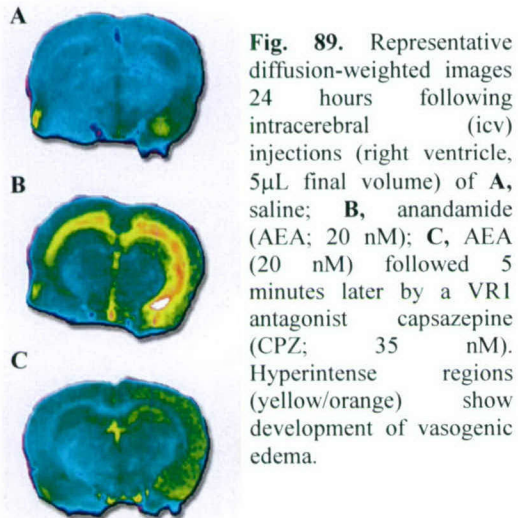 A
B
C
Fig. 89. Representative
diffusion-weighted images
24 hours following
intracerebral (icv)
injections (right ventricle,
5μL final volume) of A,
saline; B, anandamide
(AEA; 20 nM); C, AEA
(20 nM) followed 5
minutes later by a VR1
antagonist capsazepine
(CPZ; 35 nM).
Hyperintense regions
(yellow/orange) show
development of vasogenic
edema.